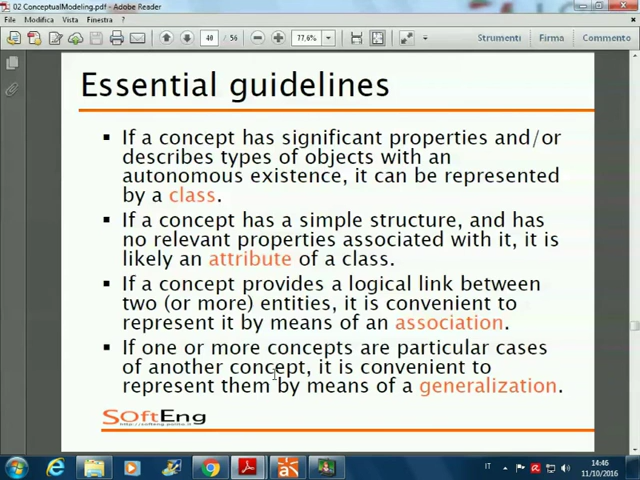 02 ConceptualModeling.pdf - Adobe Reader
File Modifica Vista Finestra
40 / 56 77,6% Strumenti Firma Commento
Essential guidelines
If a concept has significant properties and/or
describes types of objects with an
autonomous existence, it can be represented
by a class.
If a concept has a simple structure, and has
no relevant properties associated with it, it is
likely an attribute of a class.
If a concept provides a logical link between
two (or more) entities, it is convenient to
represent it by means of an association.
If one or more concepts are particular cases
of another concept, it is convenient to
represent them by means of a generalization.
SOftEng
http://softeng.polito.it
IT 14:46
11/10/2016